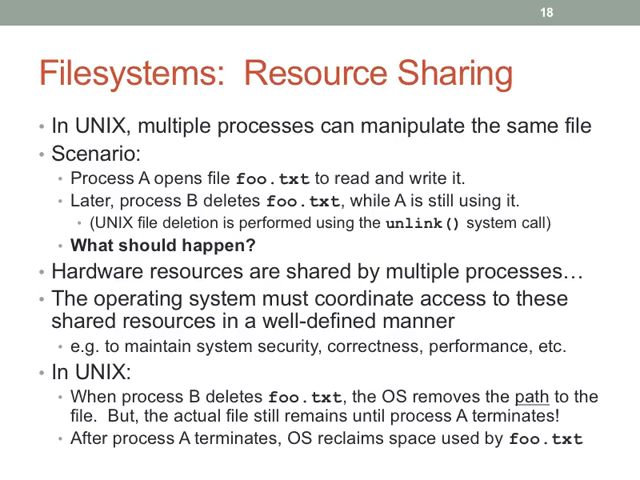 18
Filesystems: Resource Sharing
• In UNIX, multiple processes can manipulate the same file
• Scenario:
• Process A opens file foo.txt to read and write it.
• Later, process B deletes foo.txt, while A is still using it.
• (UNIX file deletion is performed using the unlink() system call)
• What should happen?
• Hardware resources are shared by multiple processes…
• The operating system must coordinate access to these
shared resources in a well-defined manner
• e.g. to maintain system security, correctness, performance, etc.
• In UNIX:
• When process B deletes foo.txt, the OS removes the path to the
file. But, the actual file still remains until process A terminates!
• After process A terminates, OS reclaims space used by foo.txt